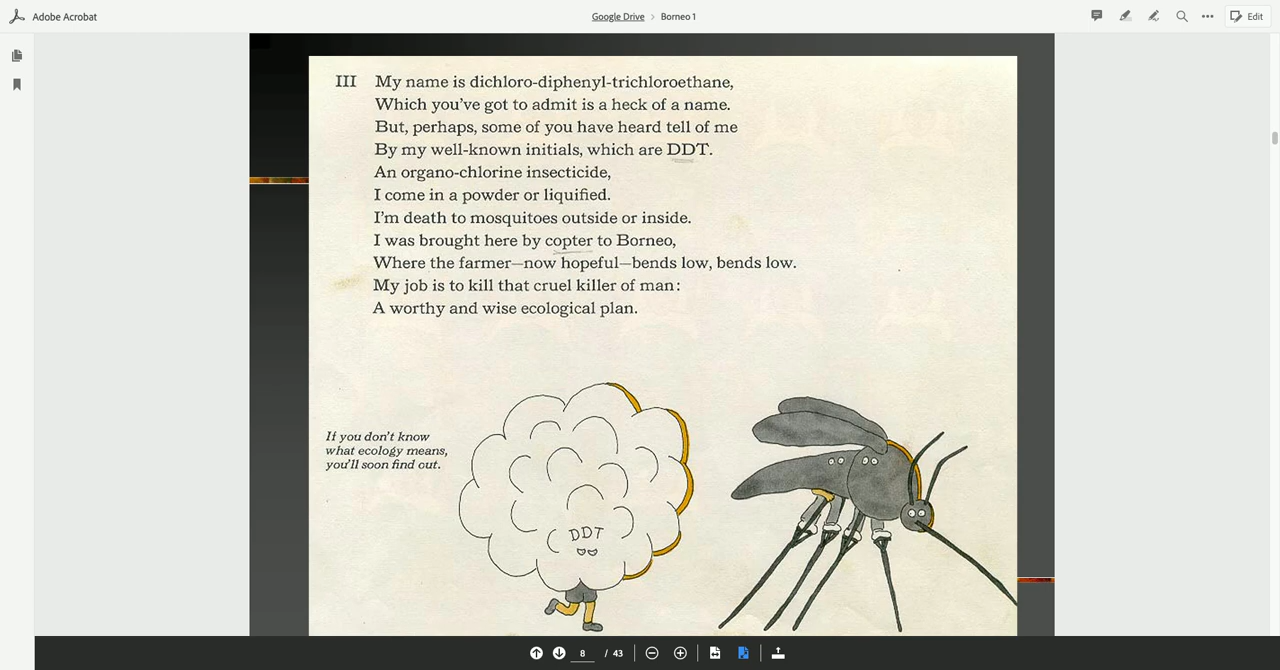 Adobe Acrobat
Google Drive > Borneo 1
Edit
III My name is dichloro-diphenyl-trichloroethane,
Which you've got to admit is a heck of a name.
But, perhaps, some of you have heard tell of me
By my well-known initials, which are DDT.
An organo-chlorine insecticide,
I come in a powder or liquified.
I'm death to mosquitoes outside or inside.
I was brought here by copter to Borneo,
Where the farmer—now hopeful—bends low, bends low.
My job is to kill that cruel killer of man:
A worthy and wise ecological plan.
If you don't know
what ecology means,
you'll soon find out.
DDT
8 / 43